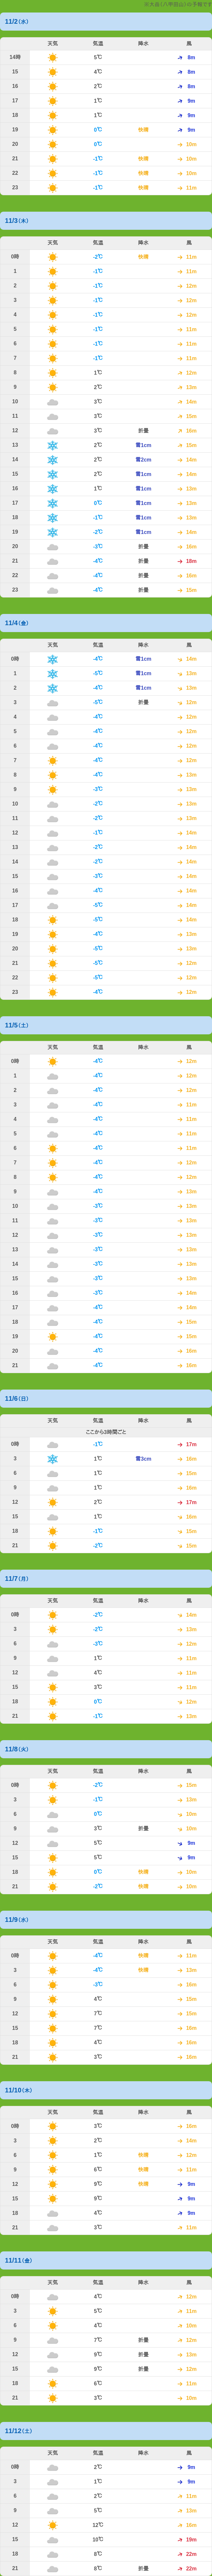 11/2(水)
天気 気温 降水 風
14時 5℃ 8m
15 4℃ 8m
16 2℃ 8m
17 1℃ 9m
18 1℃ 9m
19 0℃ 快晴 9m
20 0℃ 10m
21 -1℃ 快晴 10m
22 -1℃ 快晴 10m
23 -1℃ 快晴 11m
11/3(木)
天気 気温 降水 風
0時 -2℃ 快晴 11m
1 -1℃ 11m
2 -1℃ 12m
3 -1℃ 12m
4 -1℃ 12m
5 -1℃ 11m
6 -1℃ 11m
7 -1℃ 11m
8 1℃ 12m
9 2℃ 13m
10 3℃ 14m
11 3℃ 15m
12 3℃ 折曇 16m
13 2℃ 雪1cm 15m
14 2℃ 雪2cm 14m
15 2℃ 雪1cm 14m
16 1℃ 雪1cm 13m
17 0℃ 雪1cm 13m
18 -1℃ 雪1cm 13m
19 -2℃ 雪1cm 14m
20 -3℃ 折曇 16m
21 -4℃ 折曇 18m
22 -4℃ 折曇 16m
23 -4℃ 折曇 15m
11/4(金)
天気 気温 降水 風
0時 -4℃ 雪1cm 14m
1 -5℃ 雪1cm 13m
2 -4℃ 雪1cm 13m
3 -5℃ 折曇 12m
4 -4℃ 12m
5 -4℃ 12m
6 -4℃ 12m
7 -4℃ 12m
8 -4℃ 13m
9 -3℃ 13m
10 -2℃ 13m
11 -2℃ 13m
12 -1℃ 14m
13 -2℃ 14m
14 -2℃ 14m
15 -3℃ 14m
16 -4℃ 14m
17 -5℃ 14m
18 -5℃ 14m
19 -4℃ 13m
20 -5℃ 13m
21 -5℃ 12m
22 -5℃ 12m
23 -4℃ 12m
11/5(土)
天気 気温 降水 風
0時 -4℃ 12m
1 -4℃ 12m
2 -4℃ 12m
3 -4℃ 11m
4 -4℃ 11m
5 -4℃ 11m
6 -4℃ 11m
7 -4℃ 12m
8 -4℃ 12m
9 -4℃ 13m
10 -3℃ 13m
11 -3℃ 13m
12 -3℃ 13m
13 -3℃ 13m
14 -3℃ 13m
15 -3℃ 13m
16 -4℃ 14m
17 -4℃ 14m
18 -4℃ 15m
19 -4℃ 15m
20 -4℃ 16m
21 -4℃ 16m
11/6(日)
天気 気温 降水 風
ここから3時間ごと
0時 -1℃ 17m
3 1℃ 雪3cm 16m
6 1℃ 15m
9 1℃ 16m
12 2℃ 17m
15 1℃ 16m
18 -1℃ 15m
21 -2℃ 15m
11/7(月)
天気 気温 降水 風
0時 -2℃ 14m
3 -2℃ 13m
6 -3℃ 12m
9 1℃ 11m
12 4℃ 11m
15 3℃ 11m
18 0℃ 12m
21 -1℃ 13m
11/8(火)
天気 気温 降水 風
0時 -2℃ 15m
3 -1℃ 13m
6 0℃ 10m
9 3℃ 折曇 10m
12 5℃ 9m
15 5℃ 9m
18 0℃ 快晴 10m
21 -2℃ 快晴 10m
11/9(水)
天気 気温 降水 風
0時 -4℃ 快晴 11m
3 -4℃ 快晴 13m
6 -3℃ 16m
9 4℃ 15m
12 7℃ 15m
15 7℃ 16m
18 4℃ 16m
21 3℃ 16m
11/10(木)
天気 気温 降水 風
0時 3℃ 16m
3 2℃ 14m
6 1℃ 快晴 12m
9 6℃ 快晴 11m
12 9℃ 快晴 9m
15 9℃ 9m
18 4℃ 9m
21 3℃ 11m
11/11(金)
天気 気温 降水 風
0時 4℃ 12m
3 5℃ 11m
6 4℃ 10m
9 7℃ 折曇 12m
12 9℃ 折曇 13m
15 9℃ 折曇 12m
18 6℃ 11m
21 3℃ 10m
11/12(土)
天気 気温 降水 風
0時 2℃ 9m
3 1℃ 9m
6 2℃ 11m
9 5℃ 13m
12 12℃ 16m
15 10℃ 19m
18 8℃ 22m
21 8℃ 折曇 22m